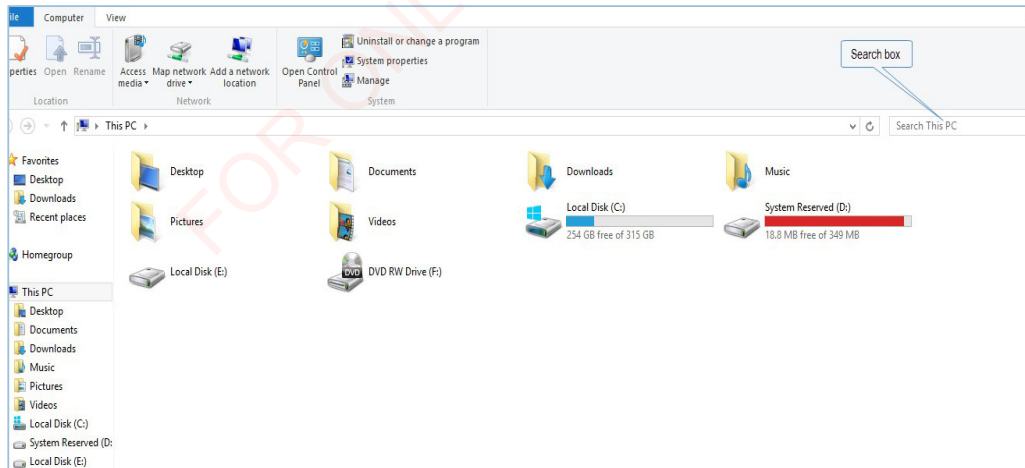 ile Computer View
Uninstall or change a program
System properties
Manage
perties Open Rename Access media Map network drive Add a network location Open Control Panel
Location Network System
Search box
This PC
Search This PC
Favorites
Desktop
Downloads
Recent places
Homegroup
This PC
Desktop
Documents
Downloads
Music
Pictures
Videos
Local Disk (C:)
System Reserved (D:
Local Disk (E:)
Desktop Documents Downloads Music
Pictures Videos Local Disk (C:) System Reserved (D:)
254 GB free of 315 GB 18.8 MB free of 349 MB
Local Disk (E:) DVD DVD RW Drive (F:)
FOR ONL